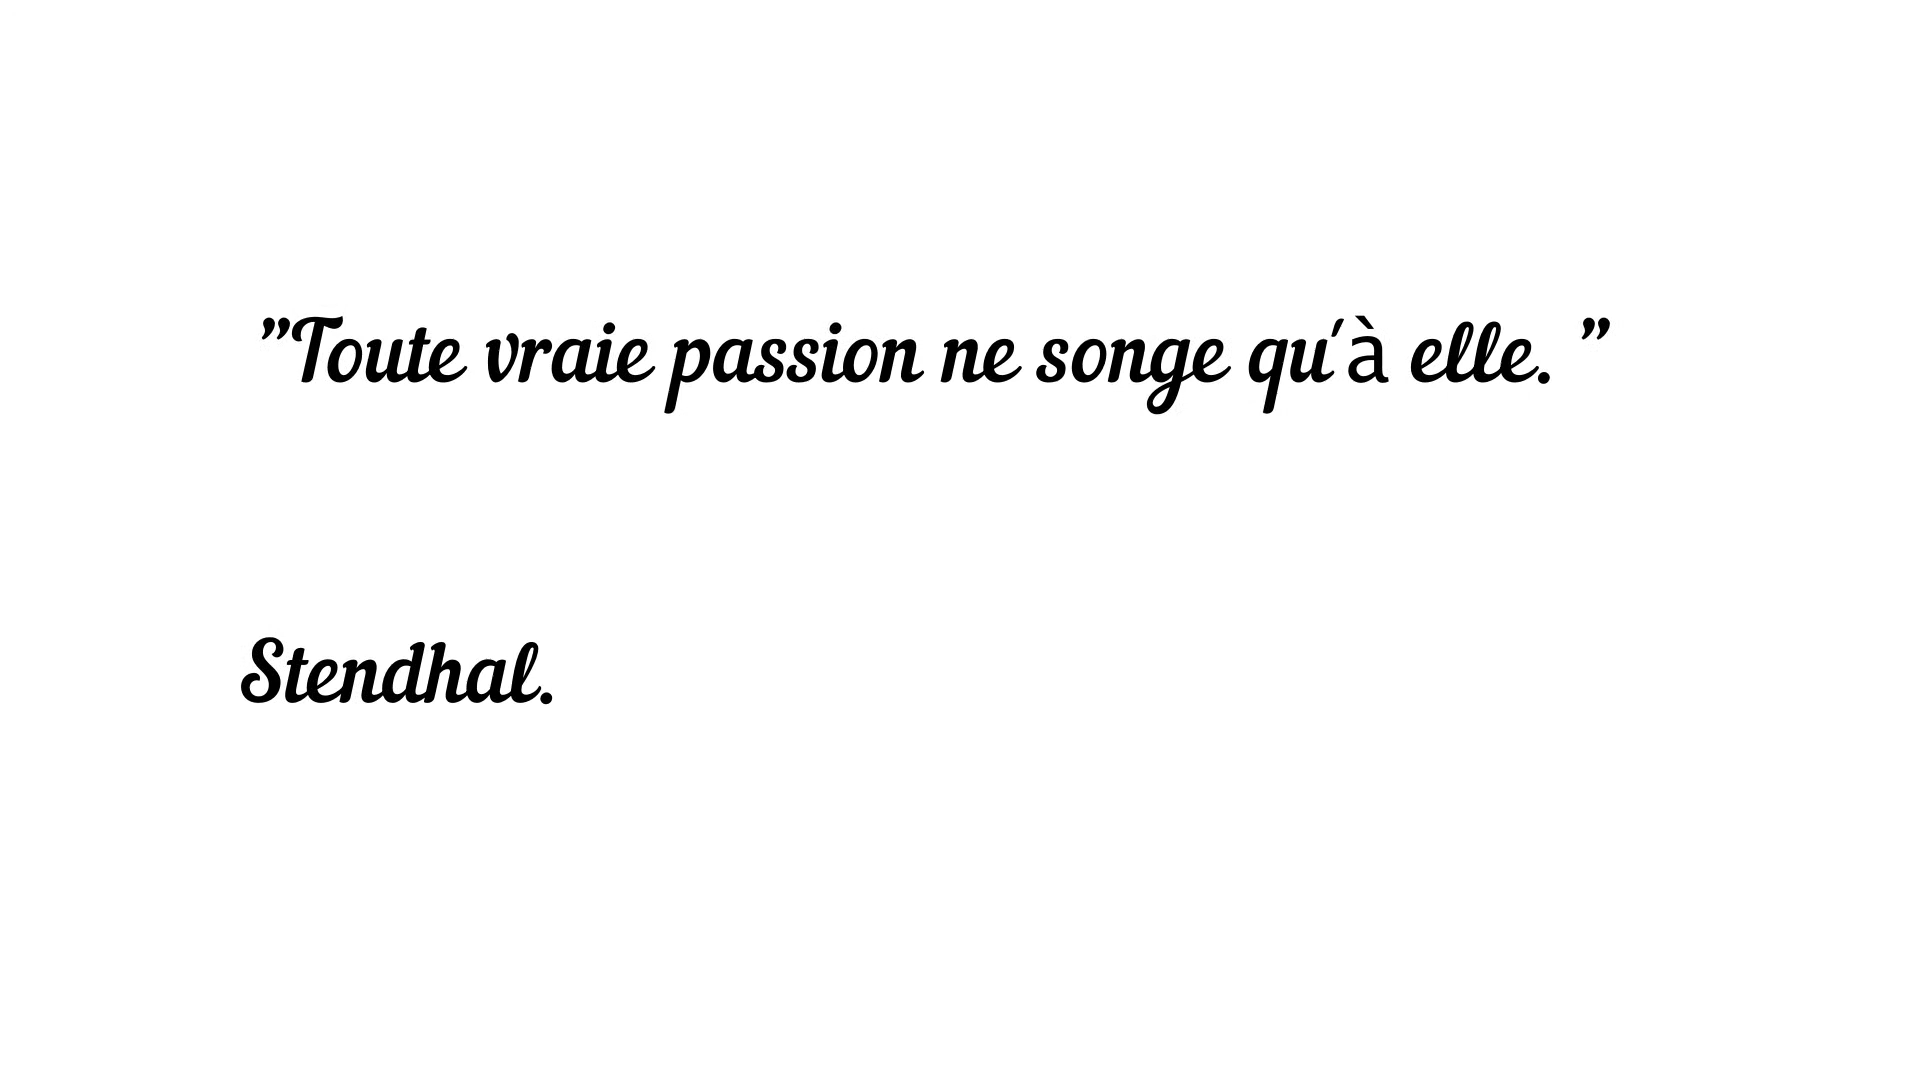 ”Toute vraie passion ne songe qu'à elle. ”
Stendhal.